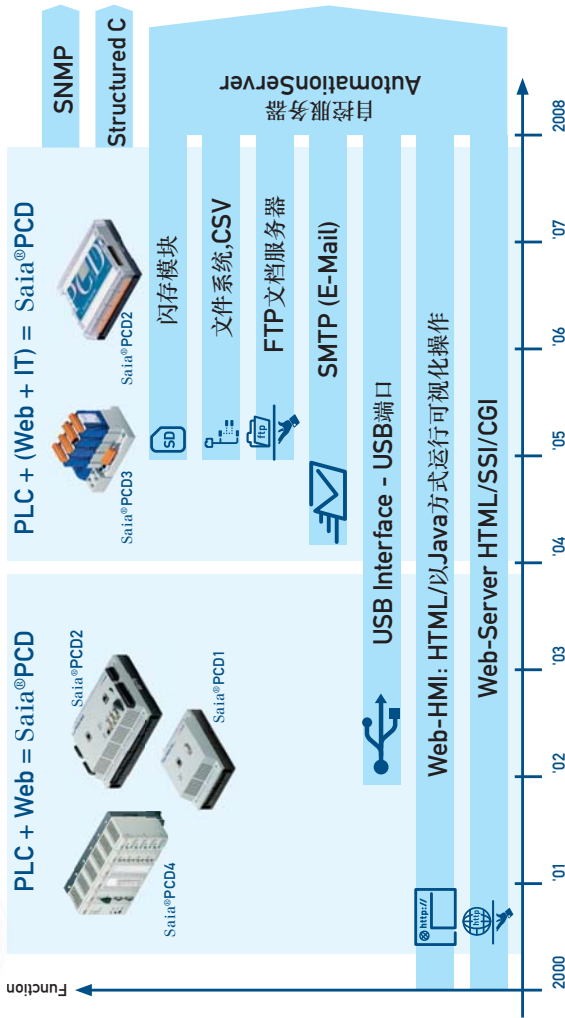 Function
PLC + Web = Saia®PCD
Saia®PCD4
Saia®PCD2
Saia®PCD1
PLC + (Web + IT) = Saia®PCD
Saia®PCD3
Saia®PCD2
PCD
SNMP
Structured C
SD
闪存模块
文件系统,CSV
ftp
FTP文档服务器
SMTP (E-Mail)
USB Interface - USB端口
http://
Web-HMI: HTML/以Java方式运行可视化操作
Web-Server HTML/SSI/CGI
http
自控服务器
AutomationServer
2000
'01
'02
'03
'04
'05
'06
'07
2008